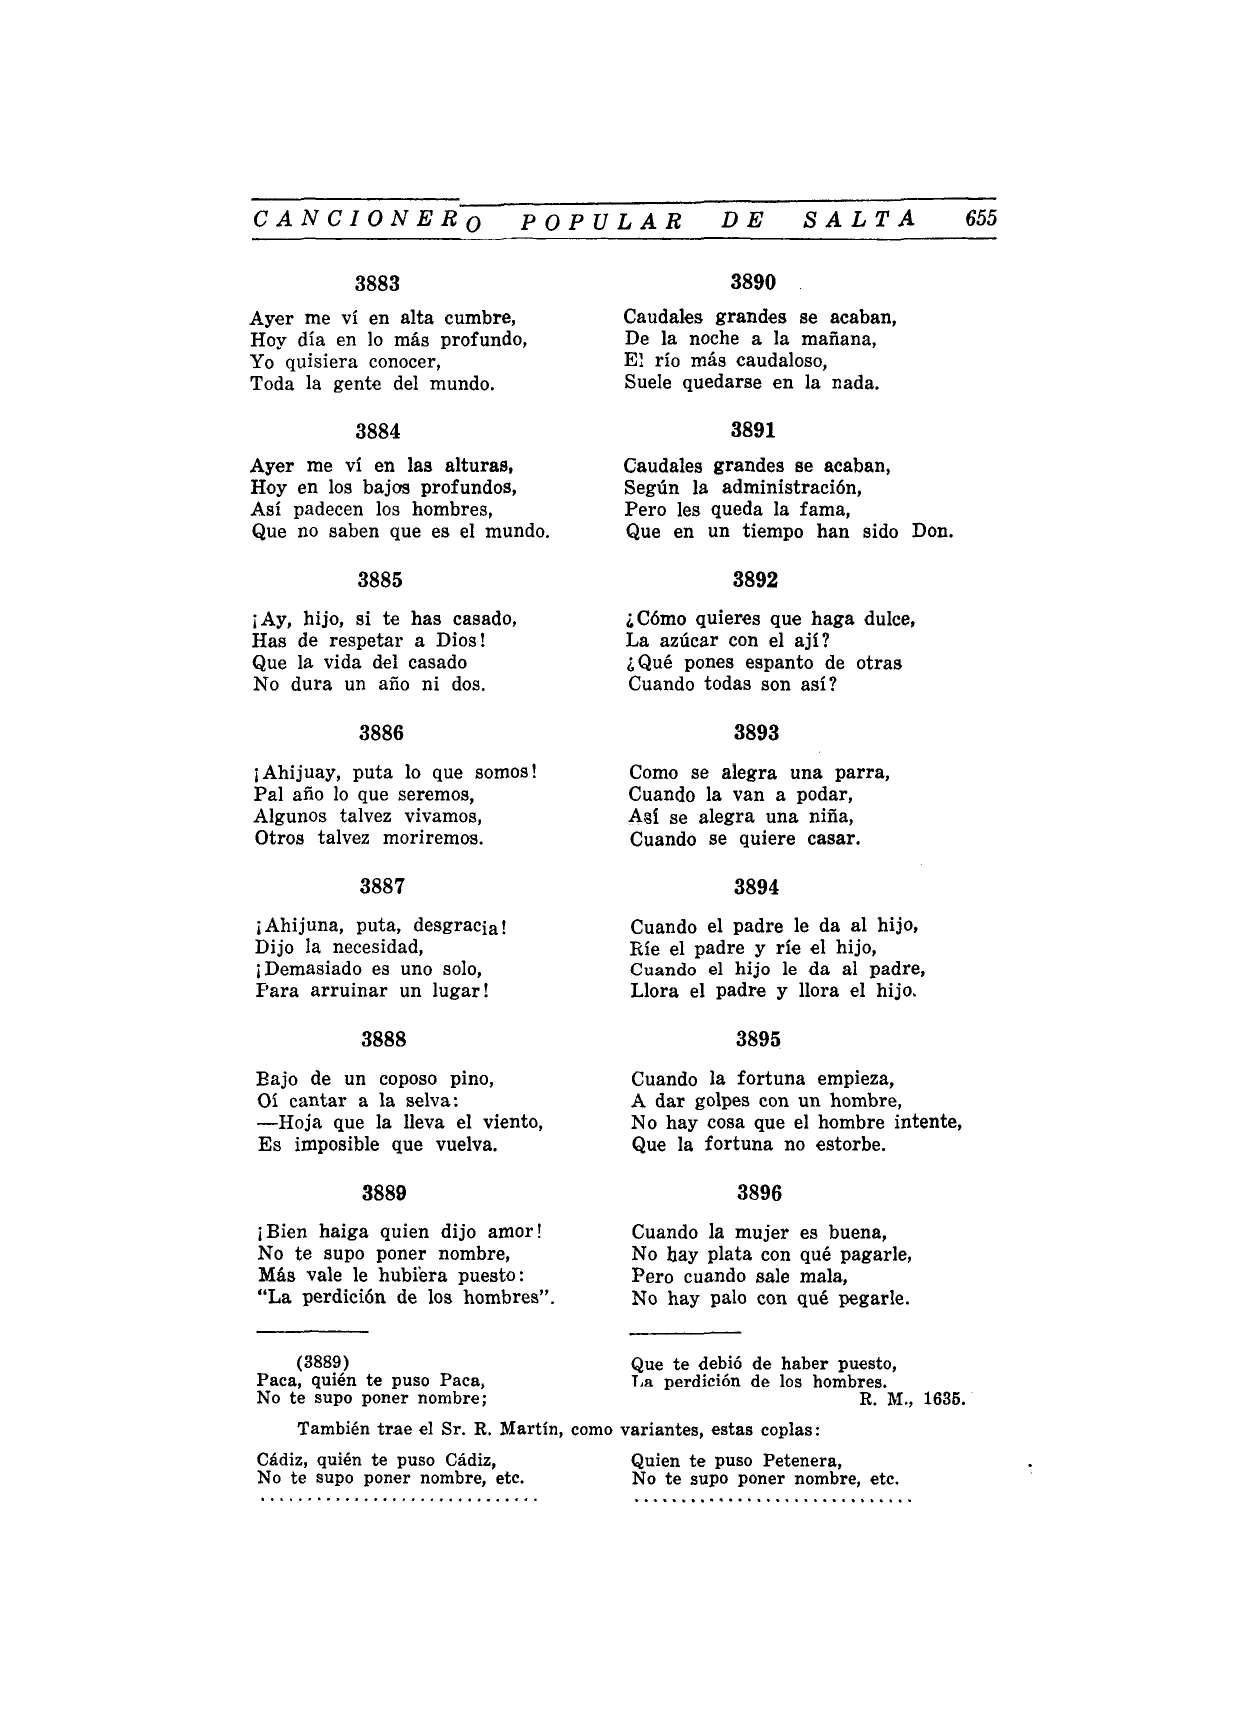 CANCIONERO POPULAR DE SALTA 655
3883
Ayer me ví en alta cumbre,
Hoy día en lo más profundo,
Yo quisiera conocer,
Toda la gente del mundo.
3884
Ayer me ví en las alturas,
Hoy en los bajos profundos,
Así padecen los hombres,
Que no saben que es el mundo.
3885
¡Ay, hijo, si te has casado,
Has de respetar a Dios!
Que la vida del casado
No dura un año ni dos.
3886
¡Ahijuay, puta lo que somos!
Pal año lo que seremos,
Algunos talvez vivamos,
Otros talvez moriremos.
3887
¡Ahijuna, puta, desgracia!
Dijo la necesidad,
¡Demasiado es uno solo,
Para arruinar un lugar!
3888
Bajo de un coposo pino,
Oí cantar a la selva:
—Hoja que la lleva el viento,
Es imposible que vuelva.
3889
¡Bien haiga quien dijo amor!
No te supo poner nombre,
Más vale le hubiera puesto:
“La perdición de los hombres”.
3890
Caudales grandes se acaban,
De la noche a la mañana,
El río más caudaloso,
Suele quedarse en la nada.
3891
Caudales grandes se acaban,
Según la administración,
Pero les queda la fama,
Que en un tiempo han sido Don.
3892
¿Cómo quieres que haga dulce,
La azúcar con el ají?
¿Qué pones espanto de otras
Cuando todas son así?
3893
Como se alegra una parra,
Cuando la van a podar,
Así se alegra una niña,
Cuando se quiere casar.
3894
Cuando el padre le da al hijo,
Ríe el padre y ríe el hijo,
Cuando el hijo le da al padre,
Llora el padre y llora el hijo.
3895
Cuando la fortuna empieza,
A dar golpes con un hombre,
No hay cosa que el hombre intente,
Que la fortuna no estorbe.
3896
Cuando la mujer es buena,
No hay plata con qué pagarle,
Pero cuando sale mala,
No hay palo con qué pegarle.
(3889)
Paca, quién te puso Paca,
No te supo poner nombre;
Que te debió de haber puesto,
La perdición de los hombres.
R. M., 1635.
También trae el Sr. R. Martín, como variantes, estas coplas:
Cádiz, quién te puso Cádiz,
No te supo poner nombre, etc.
..............................
Quien te puso Petenera,
No te supo poner nombre, etc.
..............................